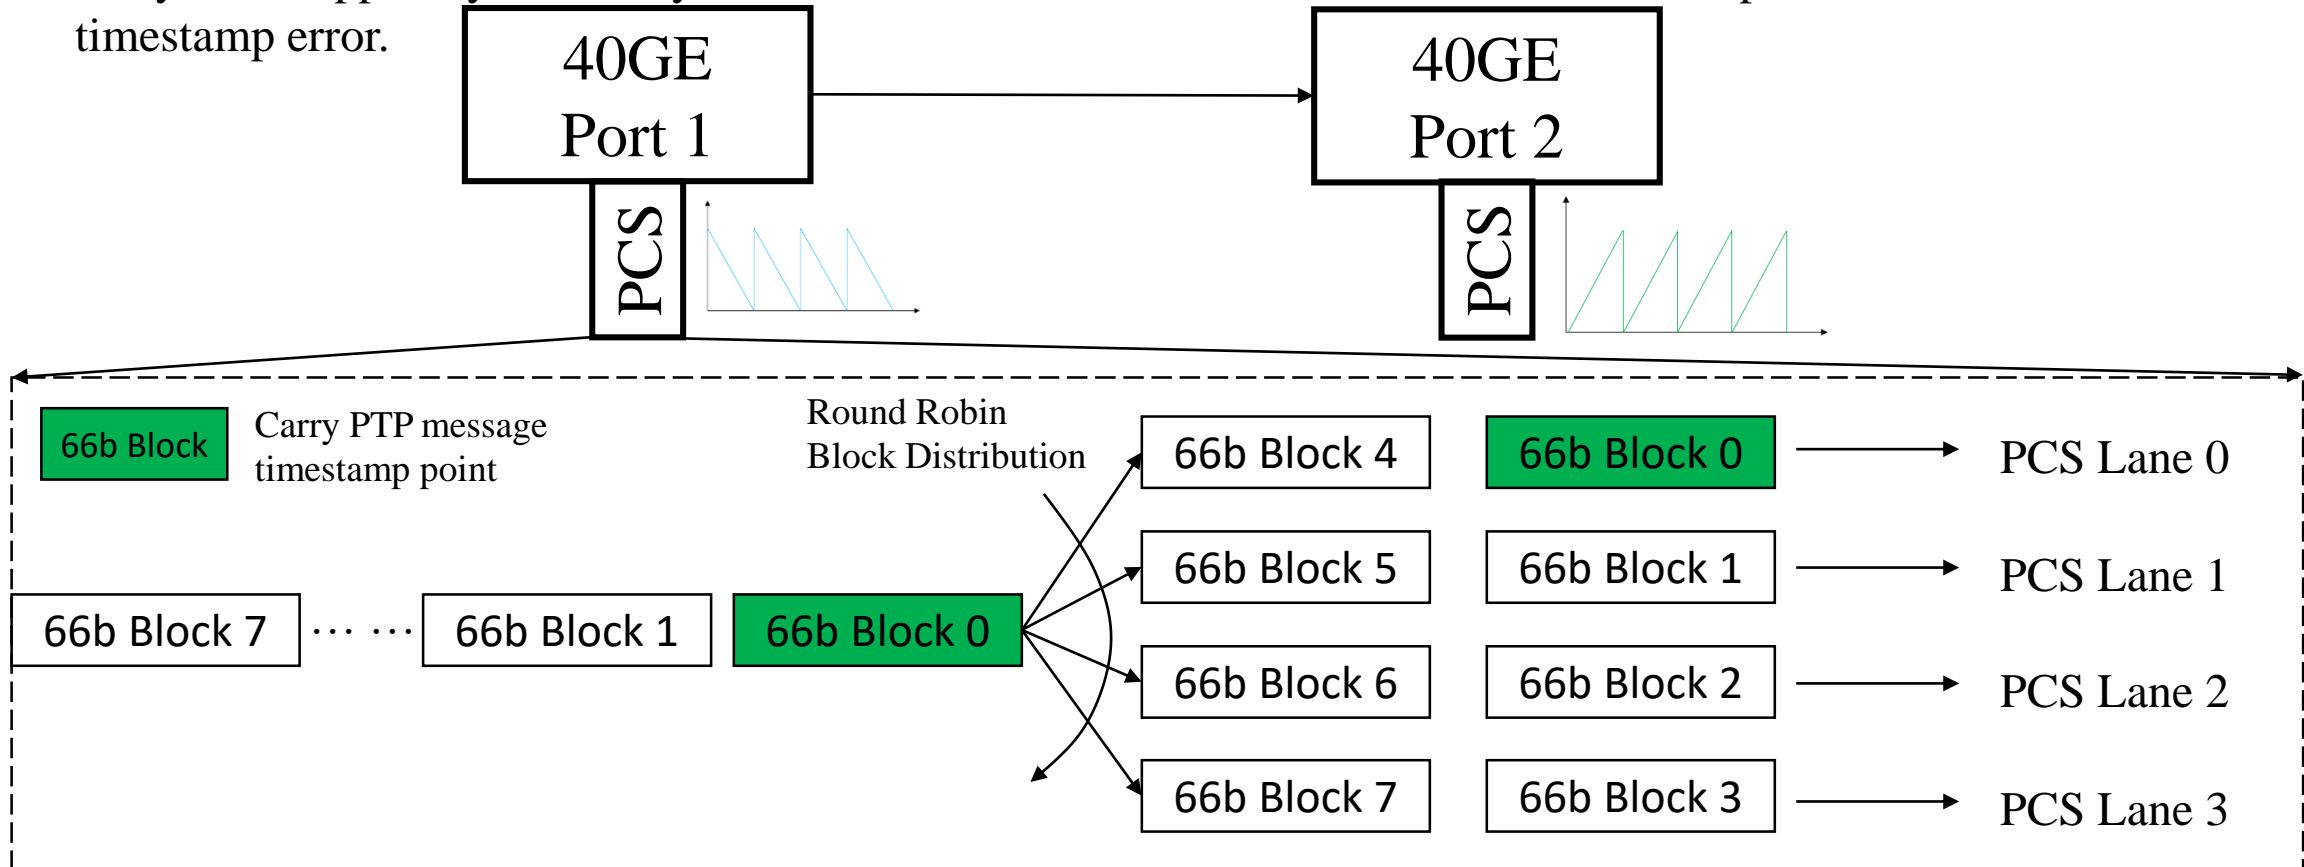 timestamp error.
40GE
Port 1
40GE
Port 2
PCS
PCS
66b Block
Carry PTP message
timestamp point
Round Robin
Block Distribution
66b Block 4
66b Block 0
PCS Lane 0
66b Block 5
66b Block 1
PCS Lane 1
66b Block 7
… …
66b Block 1
66b Block 0
66b Block 6
66b Block 2
PCS Lane 2
66b Block 7
66b Block 3
PCS Lane 3